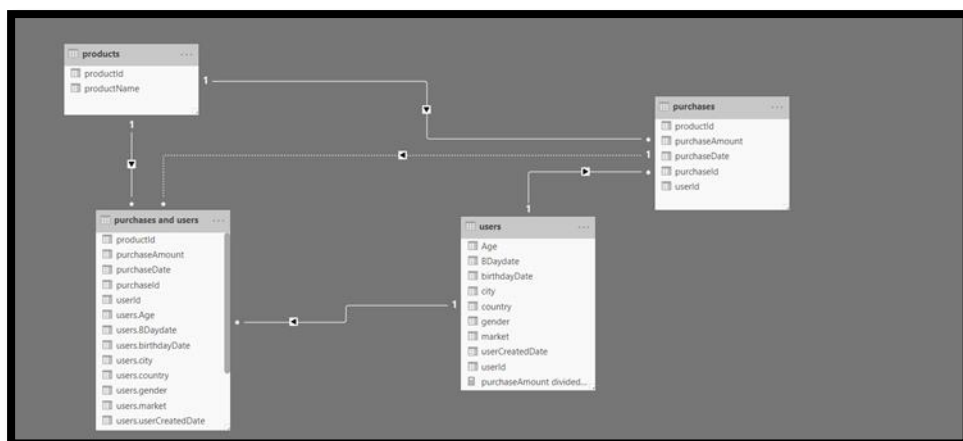 products
productId
productName
1
1
purchases
productId
purchaseAmount
purchaseDate
purchaseId
userId
1
1
purchases and users
productId
purchaseAmount
purchaseDate
purchaseId
userId
users.Age
users.BDaydate
users.birthdayDate
users.city
users.country
users.gender
users.market
users.userCreatedDate
users
Age
BDaydate
birthdayDate
city
country
gender
market
userCreatedDate
userId
purchaseAmount divided...
1